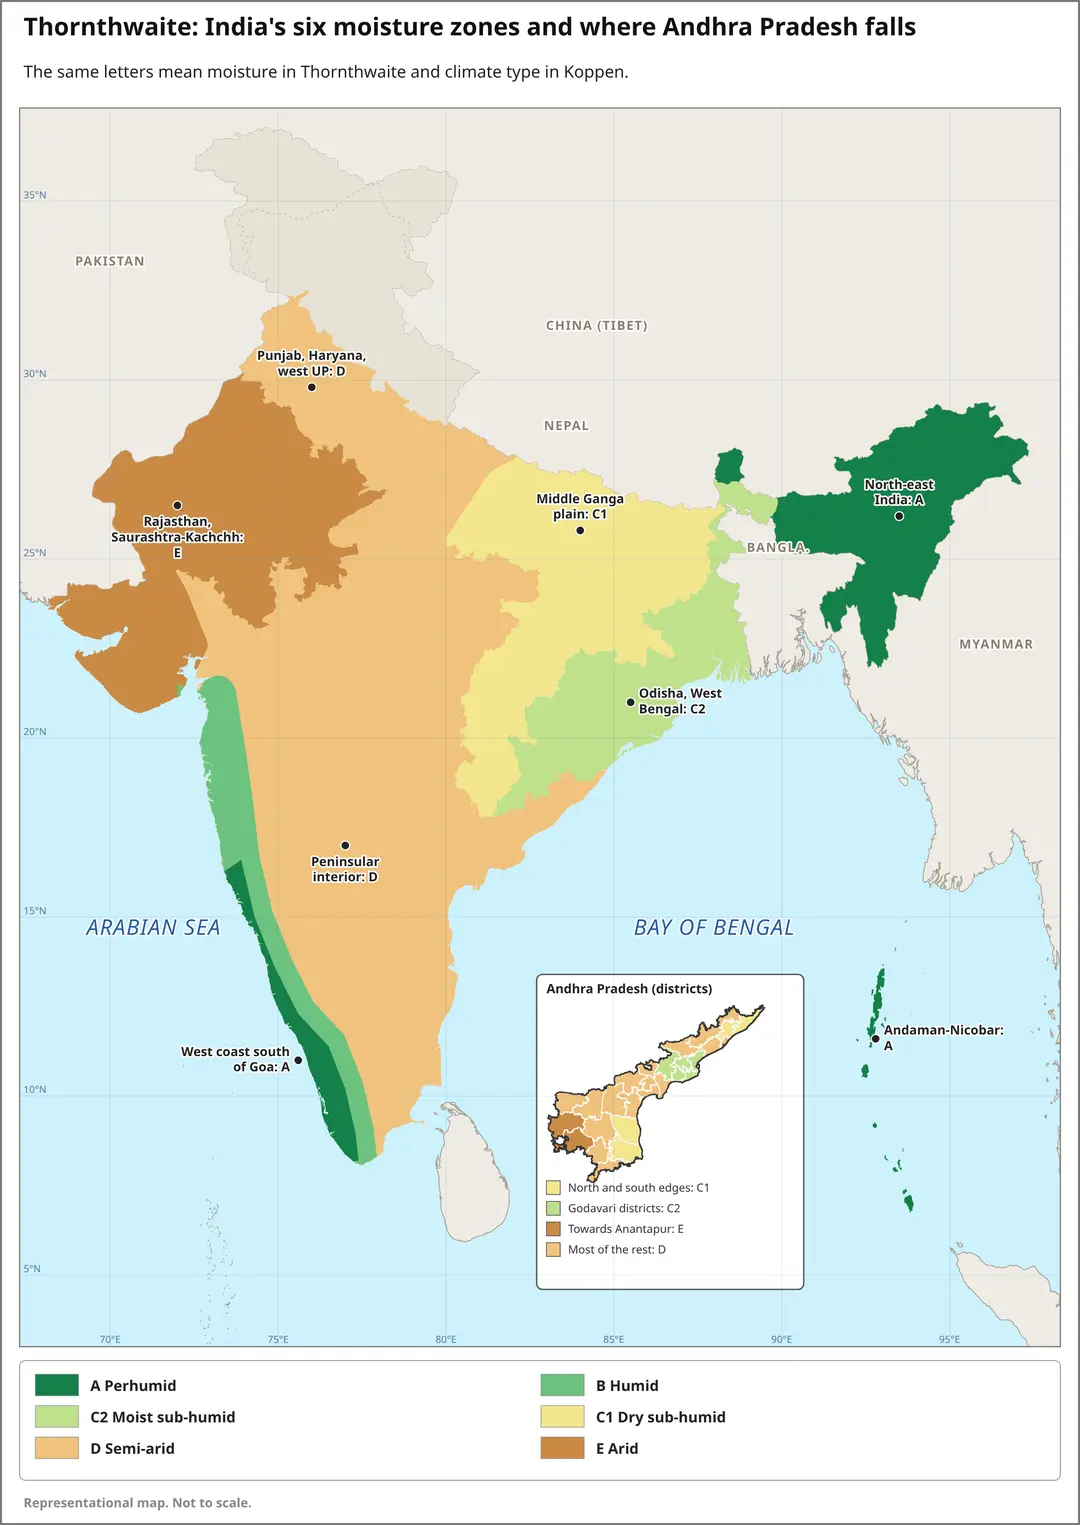 Thornthwaite: India's six moisture zones and where Andhra Pradesh falls
The same letters mean moisture in Thornthwaite and climate type in Koppen.
35°N
PAKISTAN
CHINA (TIBET)
Punjab, Haryana,
west UP: D
30°N
NEPAL
North-east
India: A
Middle Ganga
plain: C1
Rajasthan,
Saurashtra-Kachchh:
E
25°N
BANGLA.
MYANMAR
Odisha, West
Bengal: C2
20°N
Peninsular
interior: D
15°N
ARABIAN SEA
BAY OF BENGAL
Andhra Pradesh (districts)
Andaman-Nicobar:
A
West coast south
of Goa: A
10°N
North and south edges: C1
Godavari districts: C2
Towards Anantapur: E
Most of the rest: D
5°N
70°E
75°E
80°E
85°E
90°E
95°E
A Perhumid
B Humid
C2 Moist sub-humid
C1 Dry sub-humid
D Semi-arid
E Arid
Representational map. Not to scale.